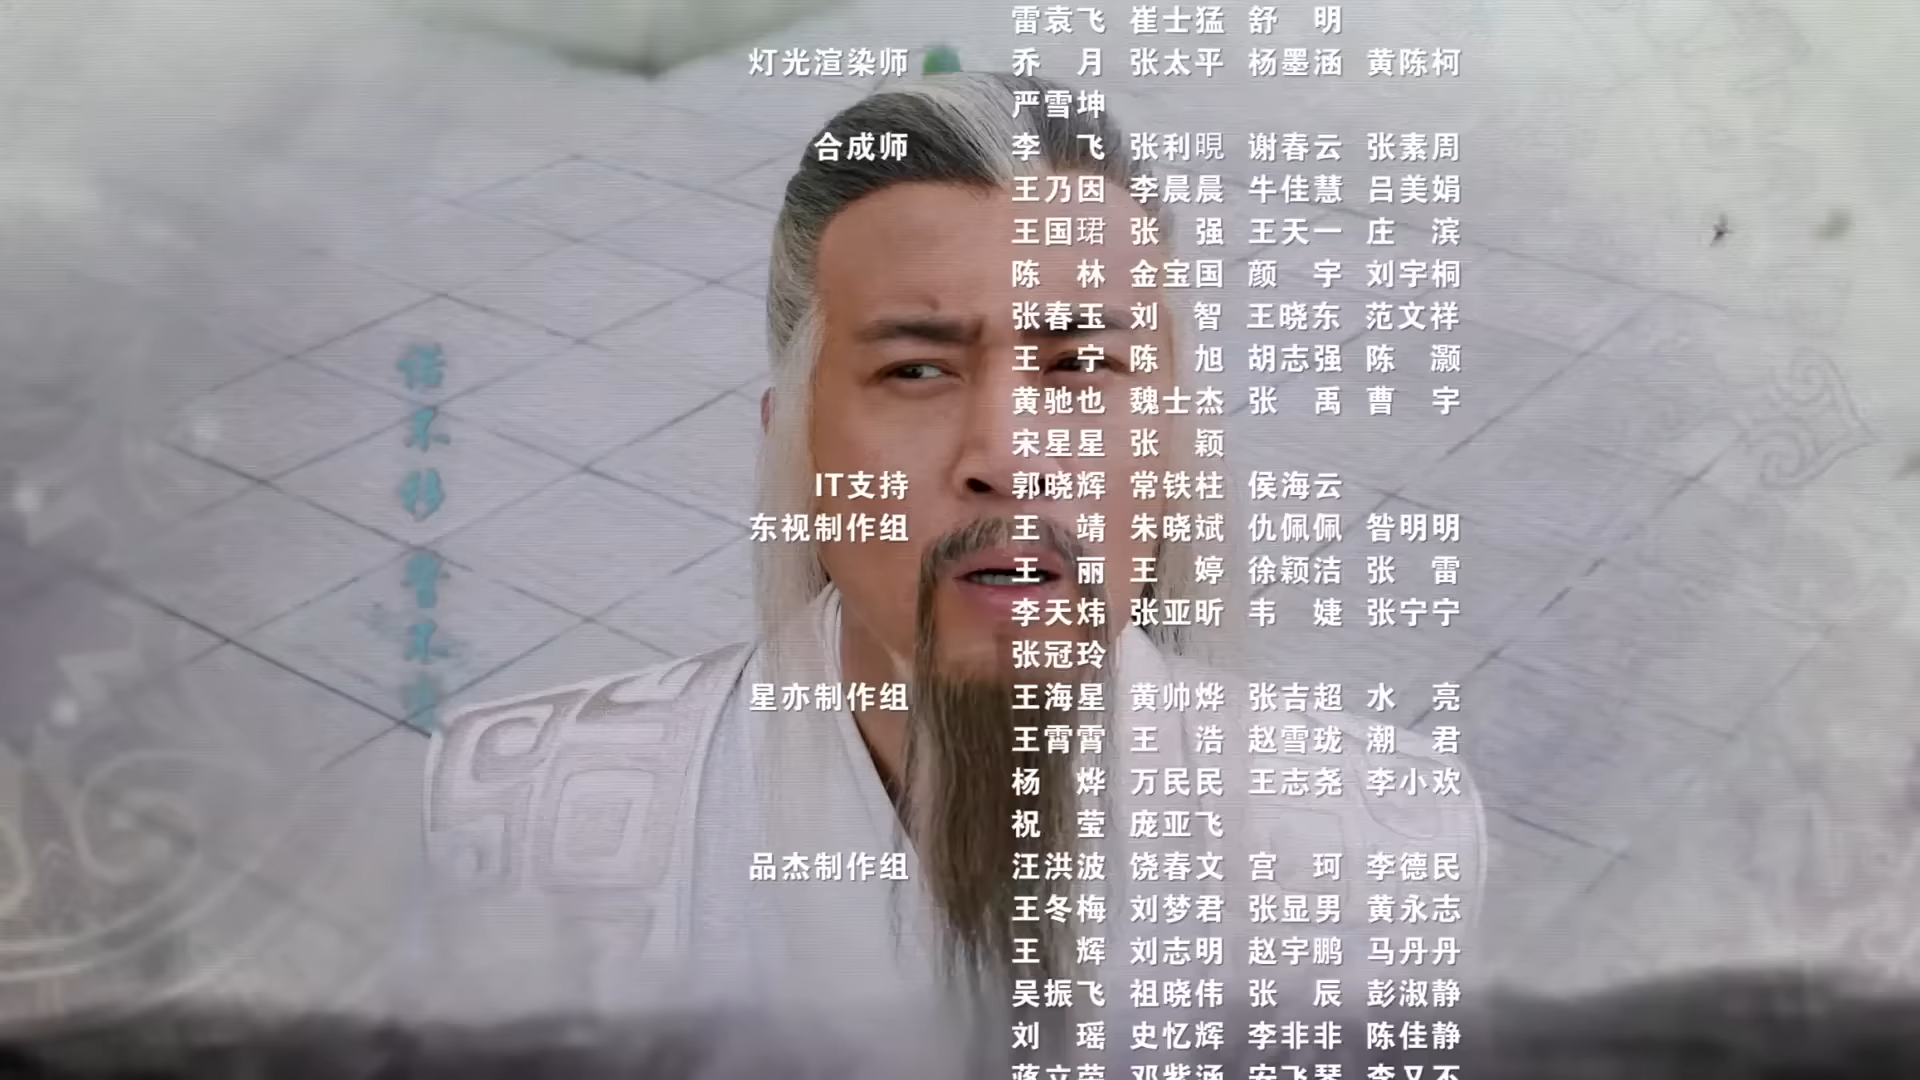 雷袁飞 崔士猛 舒 明
灯光渲染师 乔 月 张太平 杨墨涵 黄陈柯
严雪坤
合成师 李 飞 张利晛 谢春云 张素周
王乃因 李晨晨 牛佳慧 吕美娟
王国珺 张 强 王天一 庄 滨
陈 林 金宝国 颜 宇 刘宇桐
张春玉 刘 智 王晓东 范文祥
王 宁 陈 旭 胡志强 陈 灏
黄驰也 魏士杰 张 禹 曹 宇
宋星星 张 颖
IT支持 郭晓辉 常铁柱 侯海云
东视制作组 王 靖 朱晓斌 仇佩佩 昝明明
王 丽 王 婷 徐颖洁 张 雷
李天炜 张亚昕 韦 婕 张宁宁
张冠玲
星亦制作组 王海星 黄帅烨 张吉超 水 亮
王霄霄 王 浩 赵雪珑 潮 君
杨 烨 万民民 王志尧 李小欢
祝 莹 庞亚飞
品杰制作组 汪洪波 饶春文 宫 珂 李德民
王冬梅 刘梦君 张显男 黄永志
王 辉 刘志明 赵宇鹏 马丹丹
吴振飞 祖晓伟 张 辰 彭淑静
刘 瑶 史忆辉 李非非 陈佳静